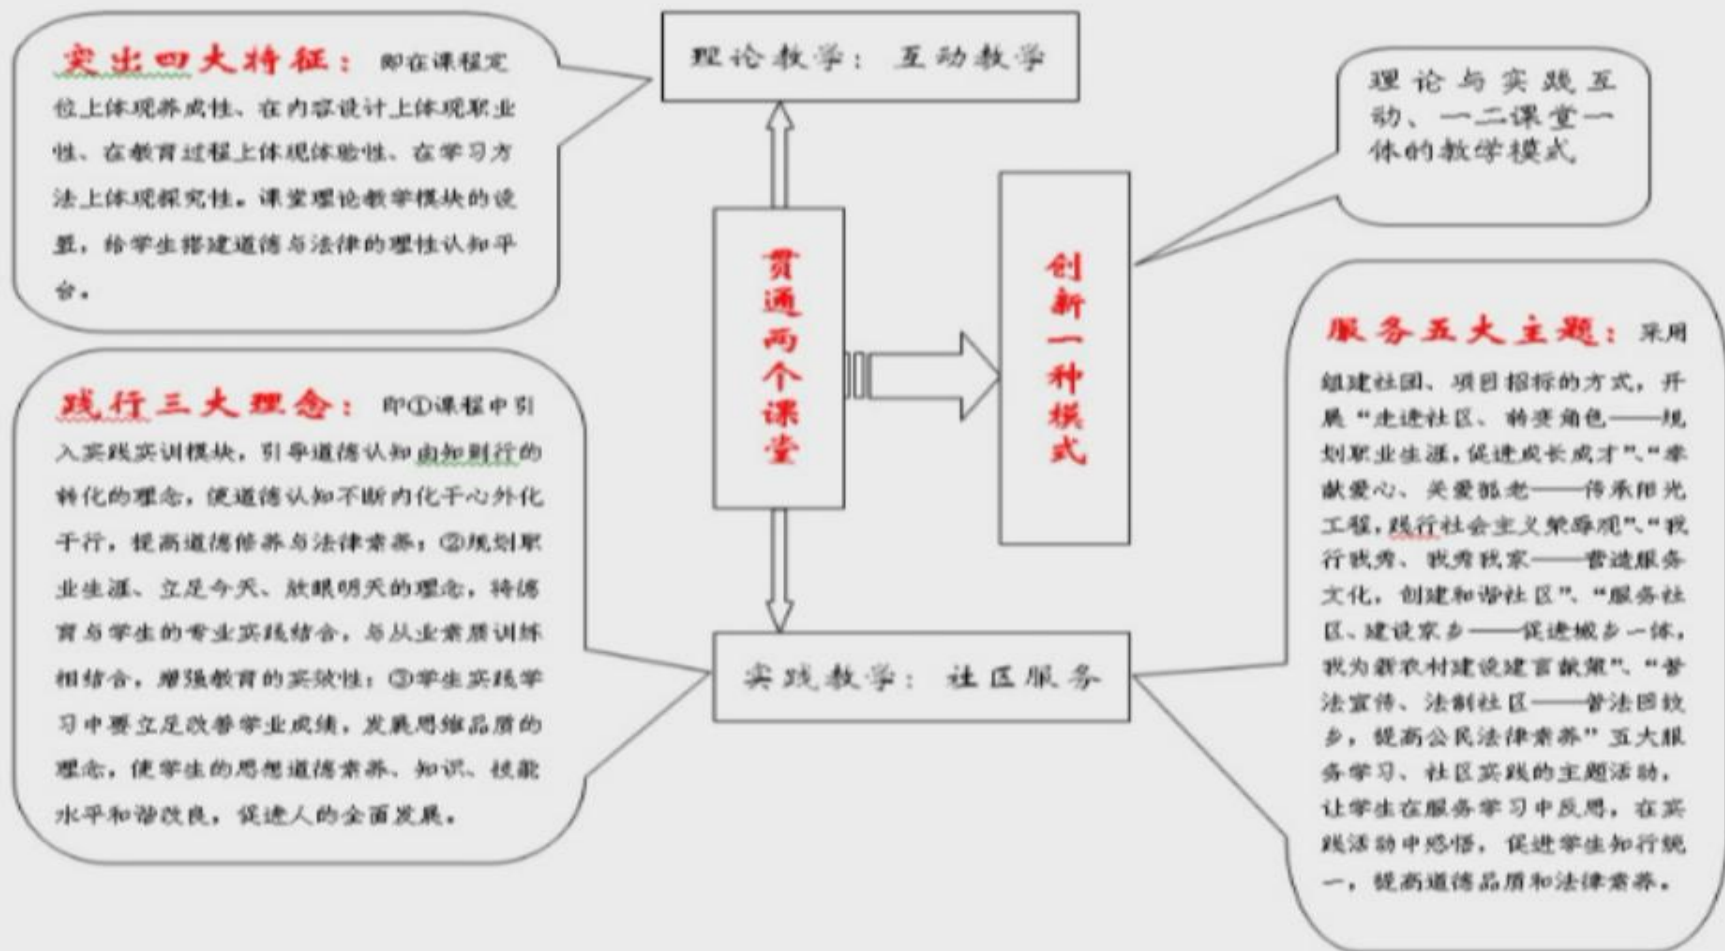 突出四大特征：即在课程定
位上体现养成性、在内容设计上体现职业
性、在教育过程上体现体验性、在学习方
法上体现探究性。课堂理论教学模块的设
置，给学生搭建道德与法律的理性认知平
台。
理论教学：互动教学
理论与实践互
动、一二课堂一
体的教学模式
贯通两个课堂
创新一种模式
践行三大理念：即①课程中引
入实践实训模块，引导道德认知由知到行的
转化的理念，使道德认知不断内化于心外化
于行，提高道德修养与法律素养；②规划职
业生涯、立足今天、放眼明天的理念，将德
育与学生的专业实践结合，与从业素质训练
相结合，增强教育的实效性；③学生实践学
习中要立足改善学业成绩，发展思维品质的
理念，使学生的思想道德素养、知识、技能
水平和谐改良，促进人的全面发展。
实践教学：社区服务
服务五大主题：采用
组建社团、项目招标的方式，开
展“走进社区、转变角色——规
划职业生涯，促进成长成才”、“奉
献爱心、关爱孤老——传承阳光
工程，践行社会主义荣辱观”、“我
行我秀、我秀我家——营造服务
文化，创建和谐社区”、“服务社
区、建设家乡——促进城乡一体，
我为新农村建设建言献策”、“普
法宣传、法制社区——普法回故
乡，提高公民法律素养”五大服
务学习、社区实践的主题活动，
让学生在服务学习中反思，在实
践活动中感悟，促进学生知行统
一，提高道德品质和法律素养。